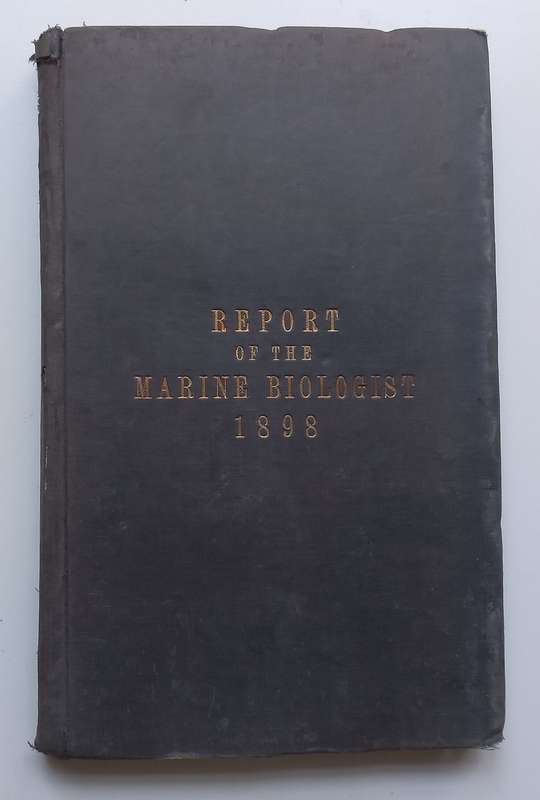 REPORT
OF THE
MARINE BIOLOGIST
1898